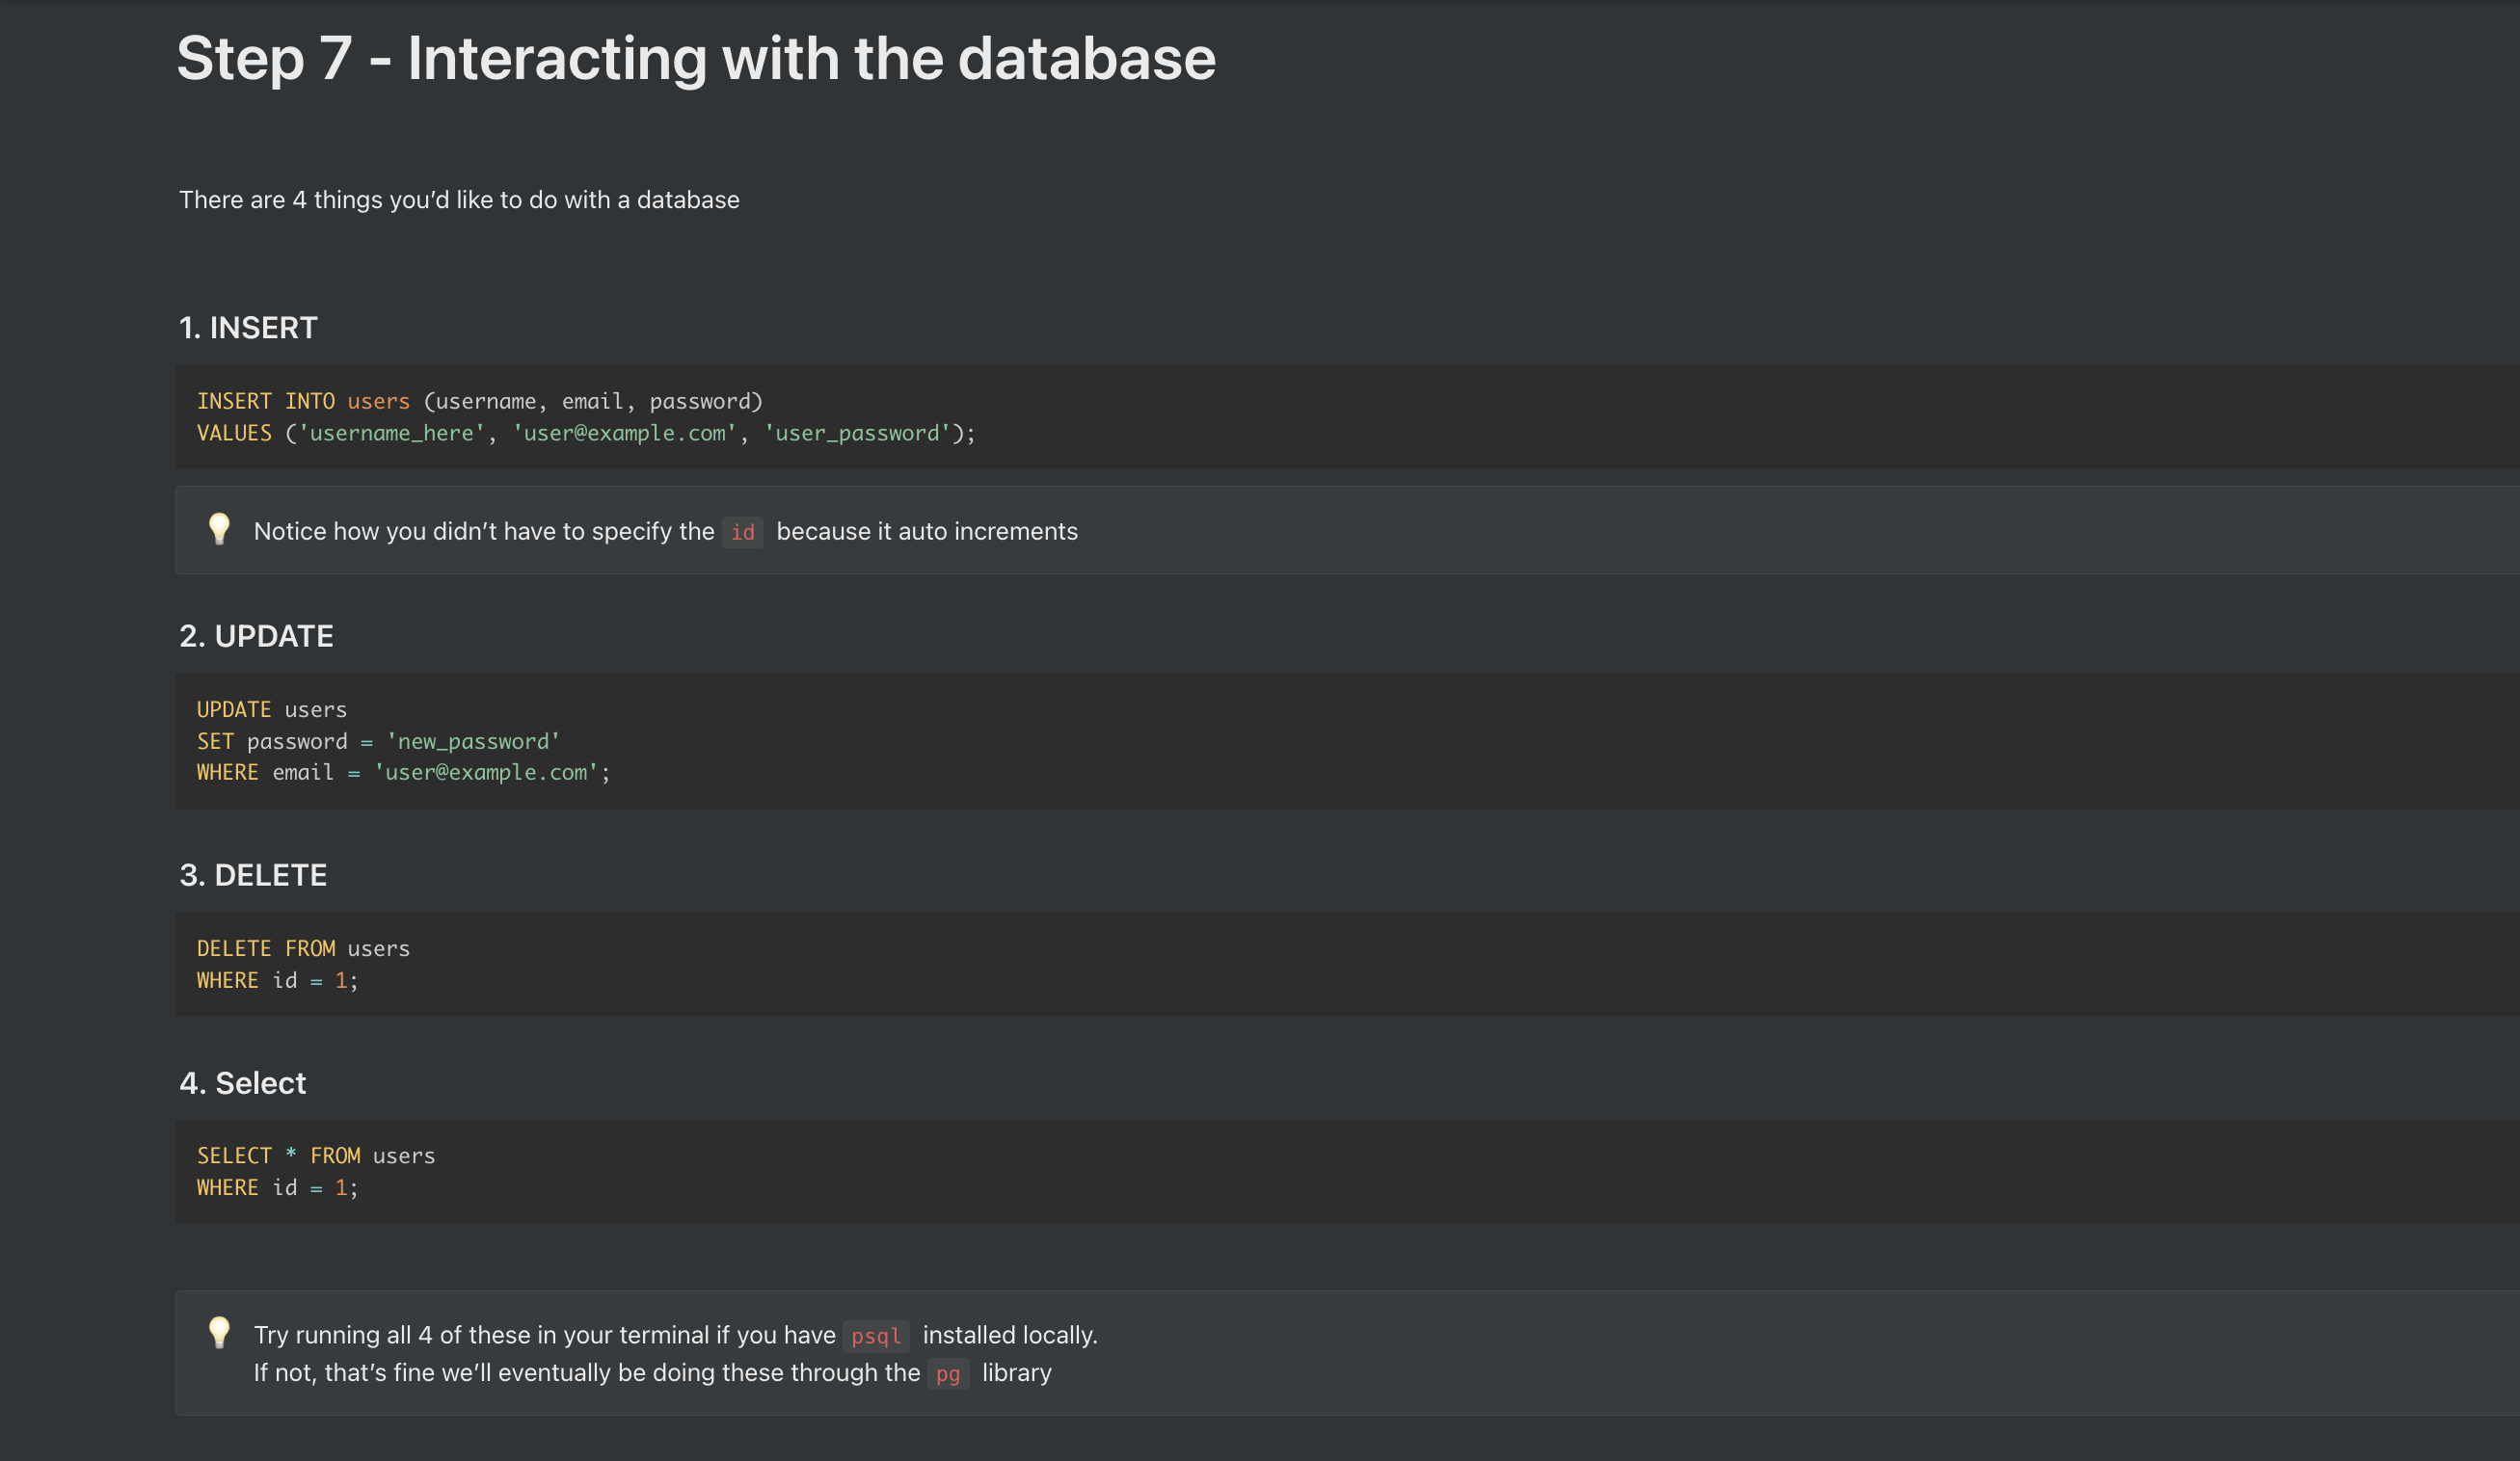 Step 7 - Interacting with the database
There are 4 things you’d like to do with a database
1. INSERT
INSERT INTO users (username, email, password)
VALUES ('username_here', 'user@example.com', 'user_password');
Notice how you didn’t have to specify the id because it auto increments
2. UPDATE
UPDATE users
SET password = 'new_password'
WHERE email = 'user@example.com';
3. DELETE
DELETE FROM users
WHERE id = 1;
4. Select
SELECT * FROM users
WHERE id = 1;
Try running all 4 of these in your terminal if you have psql installed locally.
If not, that’s fine we’ll eventually be doing these through the pg library